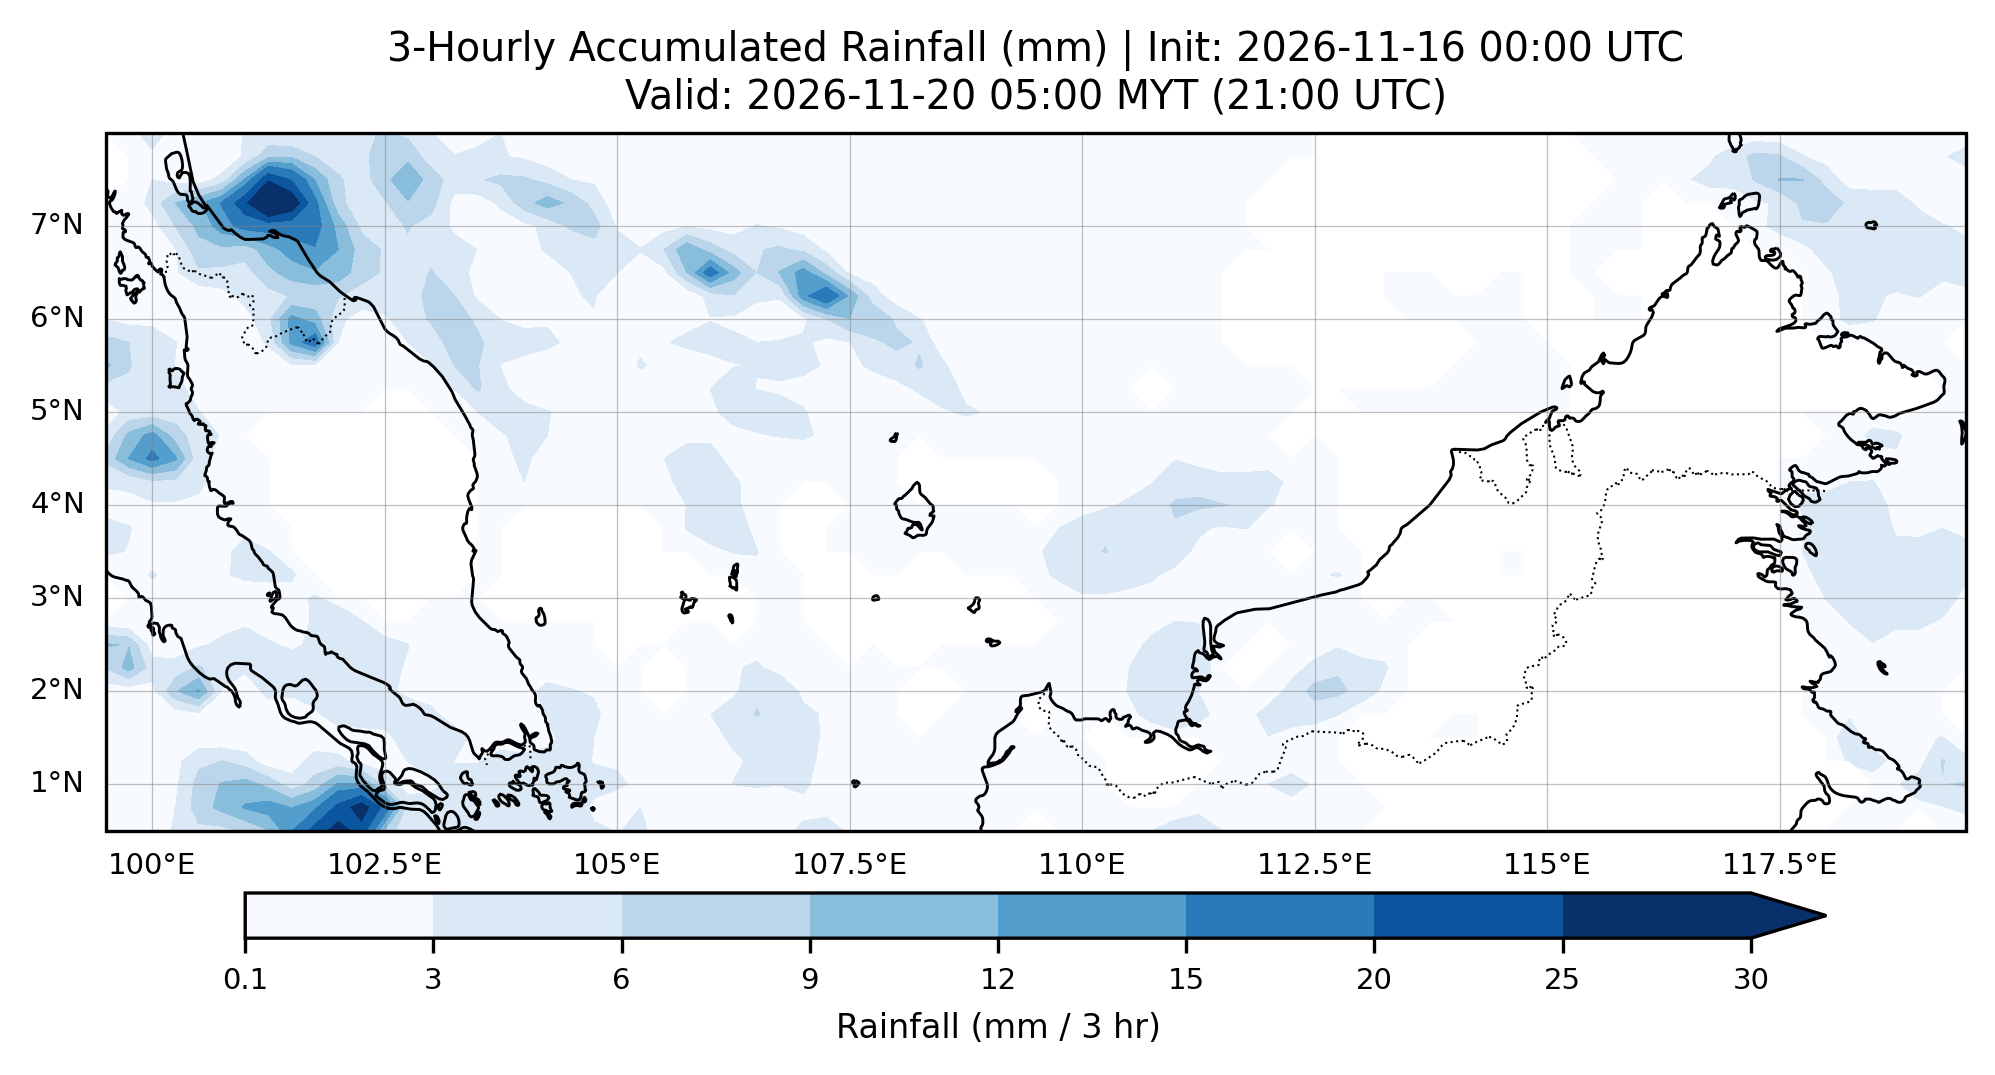 3-Hourly Accumulated Rainfall (mm) | Init: 2026-11-16 00:00 UTC
Valid: 2026-11-20 05:00 MYT (21:00 UTC)
7°N
6°N
5°N
4°N
3°N
2°N
1°N
100°E 102.5°E 105°E 107.5°E 110°E 112.5°E 115°E 117.5°E
0.1 3 6 9 12 15 20 25 30
Rainfall (mm / 3 hr)